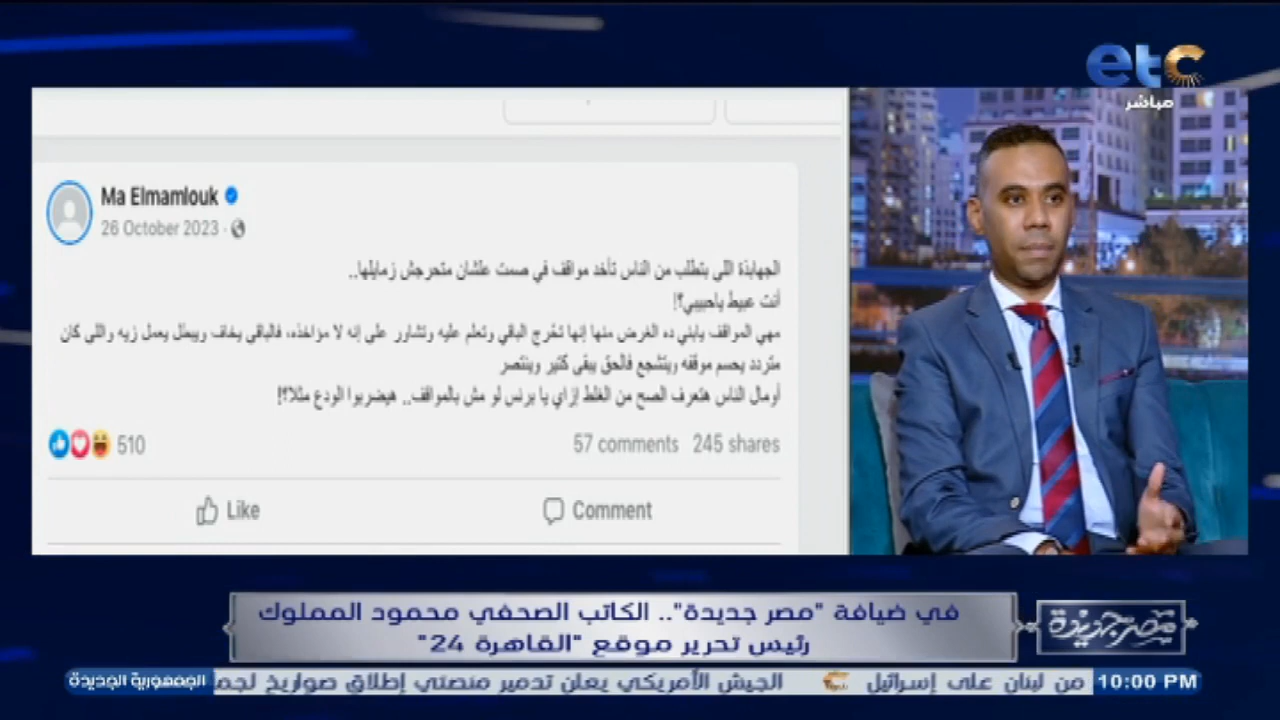 etc
مباشر
Ma Elmamlouk
26 October 2023
الجهابذة اللي بتطلب من الناس تأخد مواقف في صمت علشان متحرجش زمايلها..
أنت عبيط ياحبيبي؟!
مهي المواقف يابني ده الغرض منها إنها تخرج الباقي وتعلم عليه وتشاور على إنه لا مؤاخذه، فالباقي يخاف ويبطل يعمل زيه واللي كان
متردد يحسم موقفه ويتشجع فالحق يبقى كتير وينتصر
أومال الناس هتعرف الصح من الغلط إزاي يا برنس لو مش بالمواقف.. هيضربوا الودع مثلا؟!
510
57 comments 245 shares
Like
Comment
في ضيافة "مصر جديدة".. الكاتب الصحفي محمود المملوك
رئيس تحرير موقع "القاهرة 24"
مصر جديدة
10:00 PM
من لبنان على إسرائيل
الجيش الأمريكي يعلن تدمير منصتي إطلاق صواريخ لجما
الجمهورية الجديدة